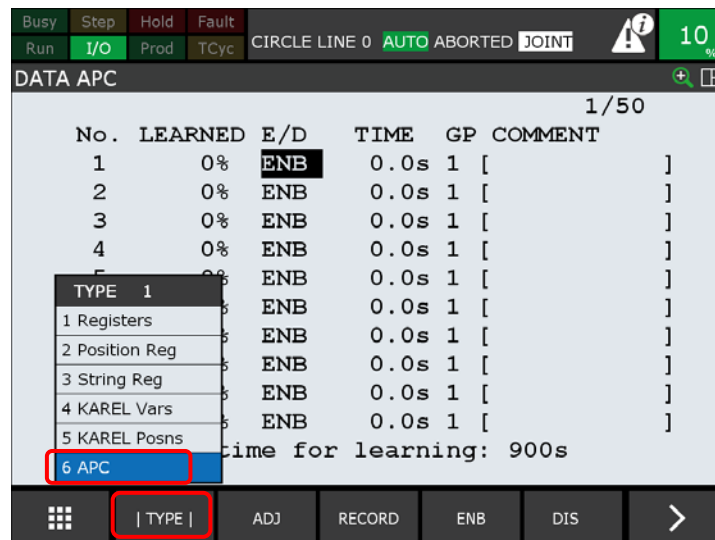 Busy Step Hold Fault
Run I/O Prod TCyc CIRCLE LINE 0 AUTO ABORTED JOINT 10 %
DATA APC
1/50
No. LEARNED E/D TIME GP COMMENT
1 0% ENB 0.0s 1 [ ]
2 0% ENB 0.0s 1 [ ]
3 0% ENB 0.0s 1 [ ]
4 0% ENB 0.0s 1 [ ]
ENB 0.0s 1 [ ]
ENB 0.0s 1 [ ]
ENB 0.0s 1 [ ]
ENB 0.0s 1 [ ]
ENB 0.0s 1 [ ]
ENB 0.0s 1 [ ]
time for learning: 900s
TYPE 1
1 Registers
2 Position Reg
3 String Reg
4 KAREL Vars
5 KAREL Posns
6 APC
| TYPE | ADJ RECORD ENB DIS >